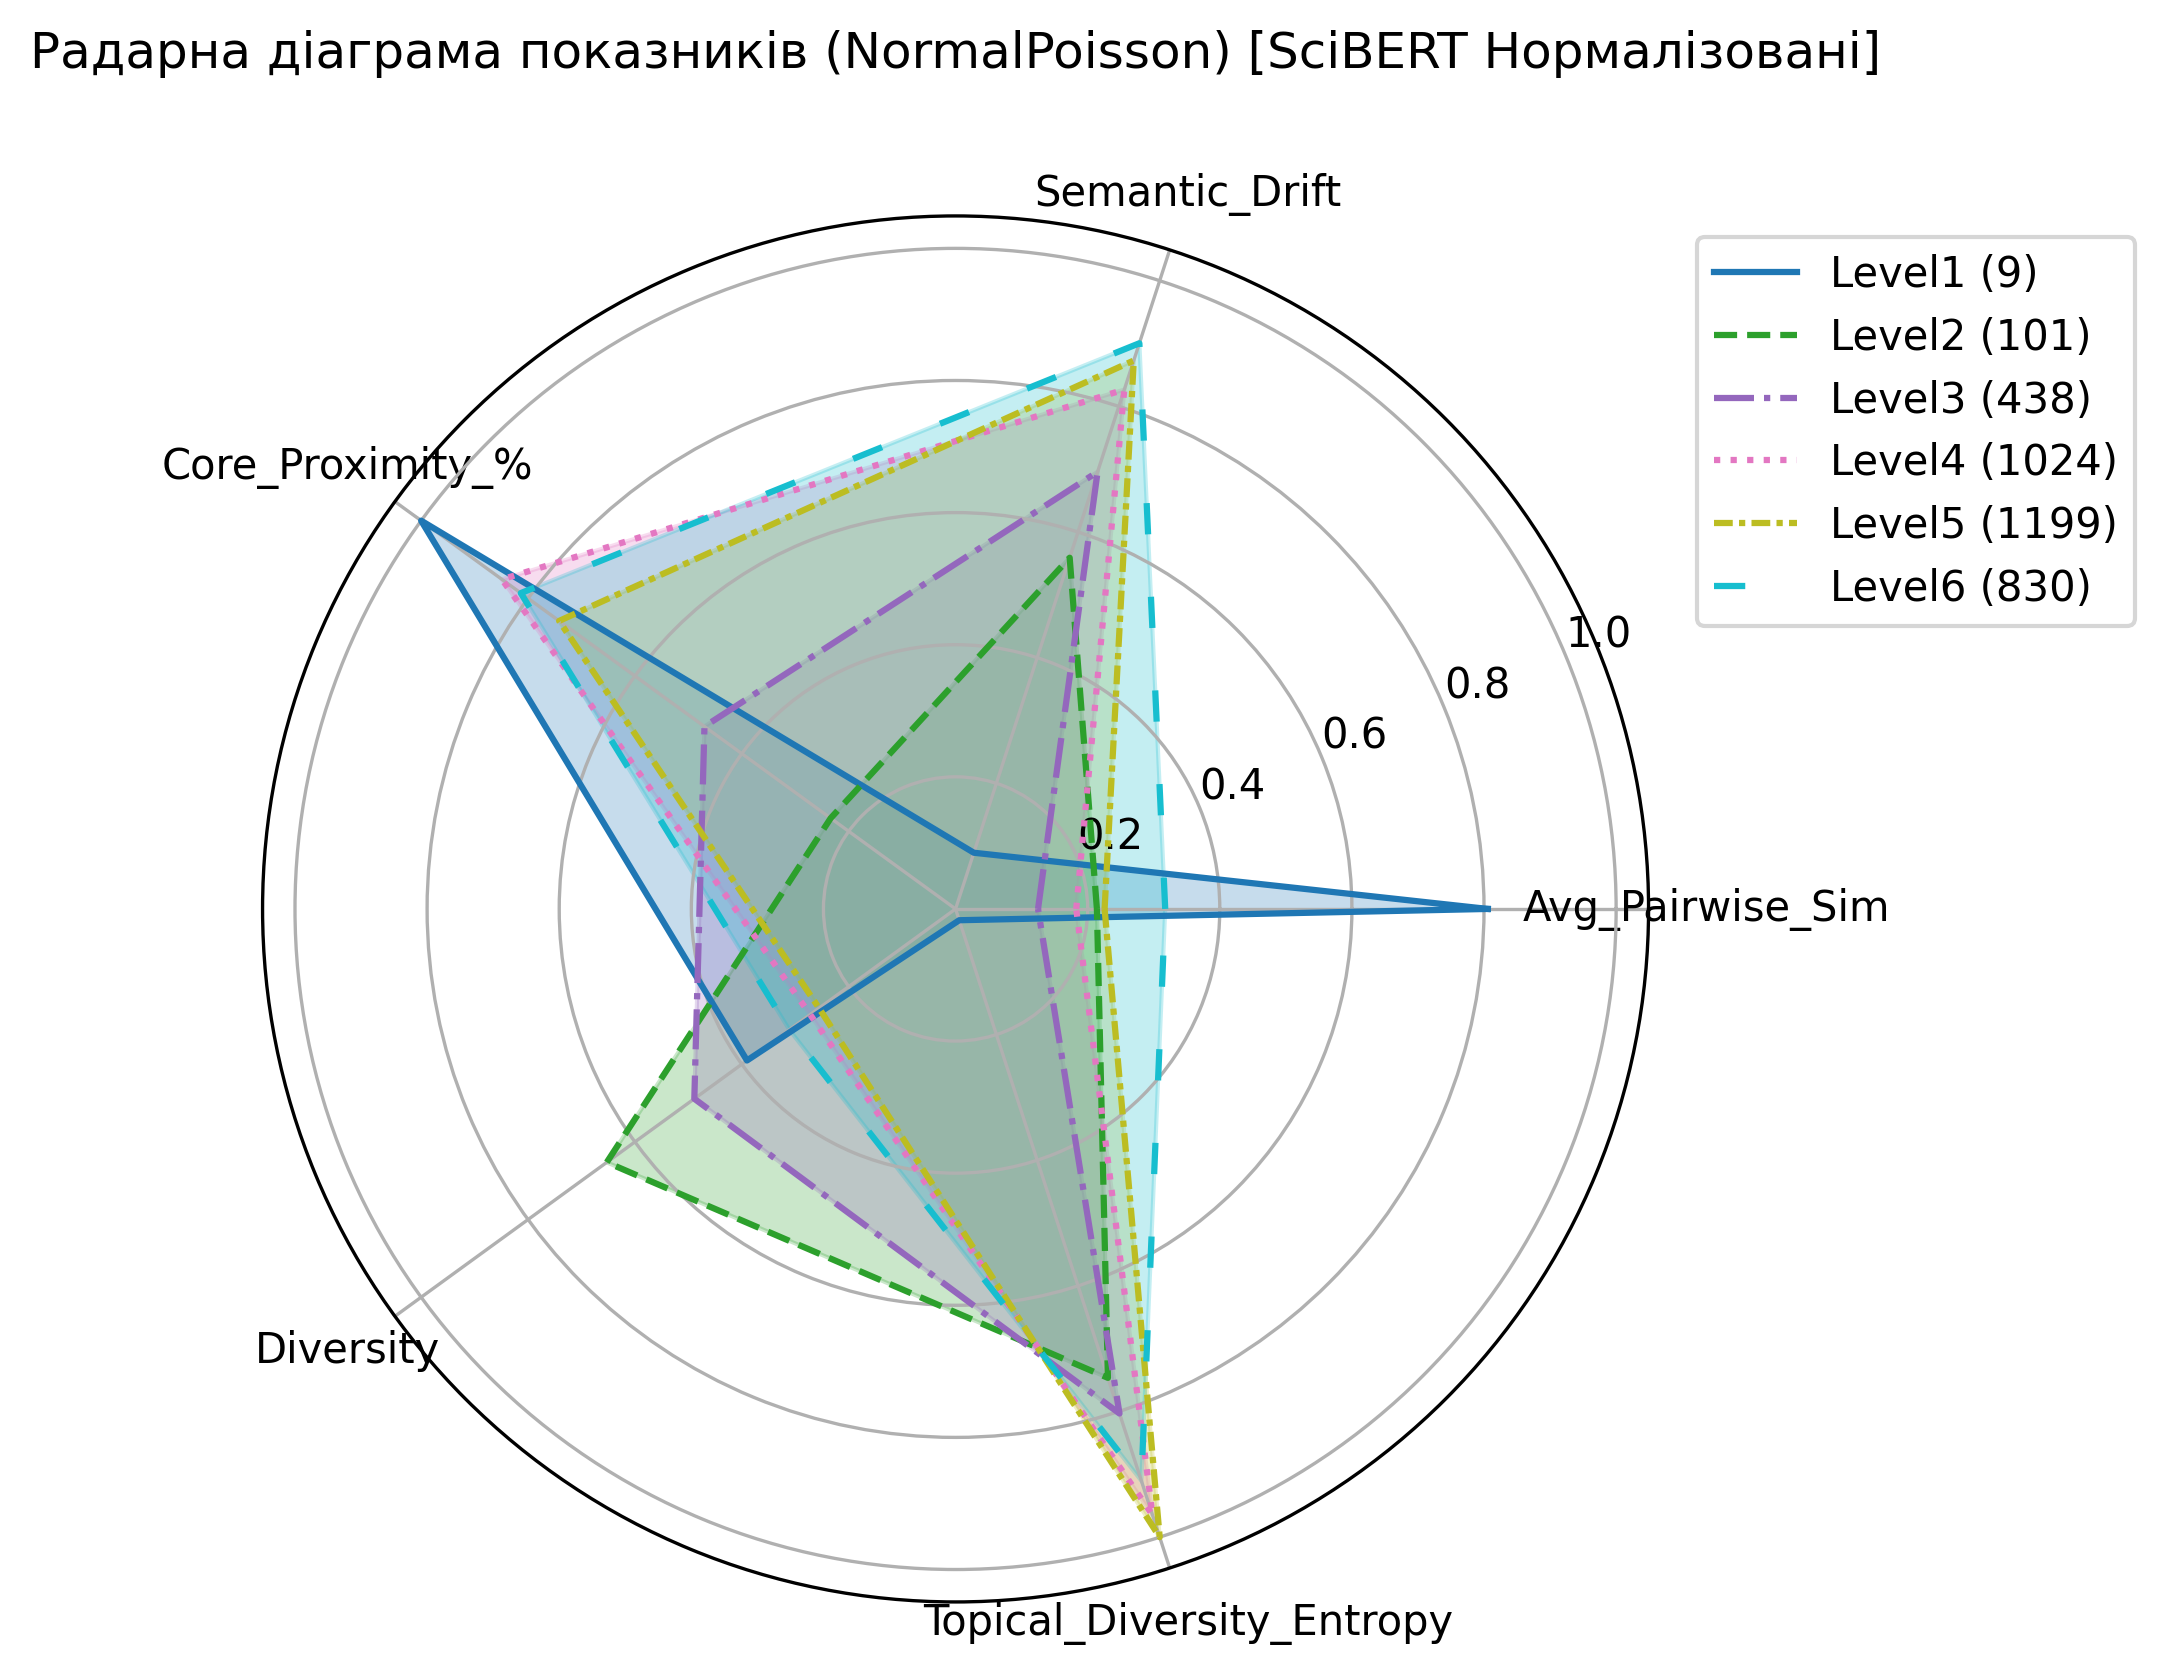 Радарна діаграма показників (NormalPoisson) [SciBERT Нормалізовані]
Semantic_Drift
Core_Proximity_%
Avg_Pairwise_Sim
Diversity
Topical_Diversity_Entropy
0.2
0.4
0.6
0.8
1.0
Level1 (9)
Level2 (101)
Level3 (438)
Level4 (1024)
Level5 (1199)
Level6 (830)